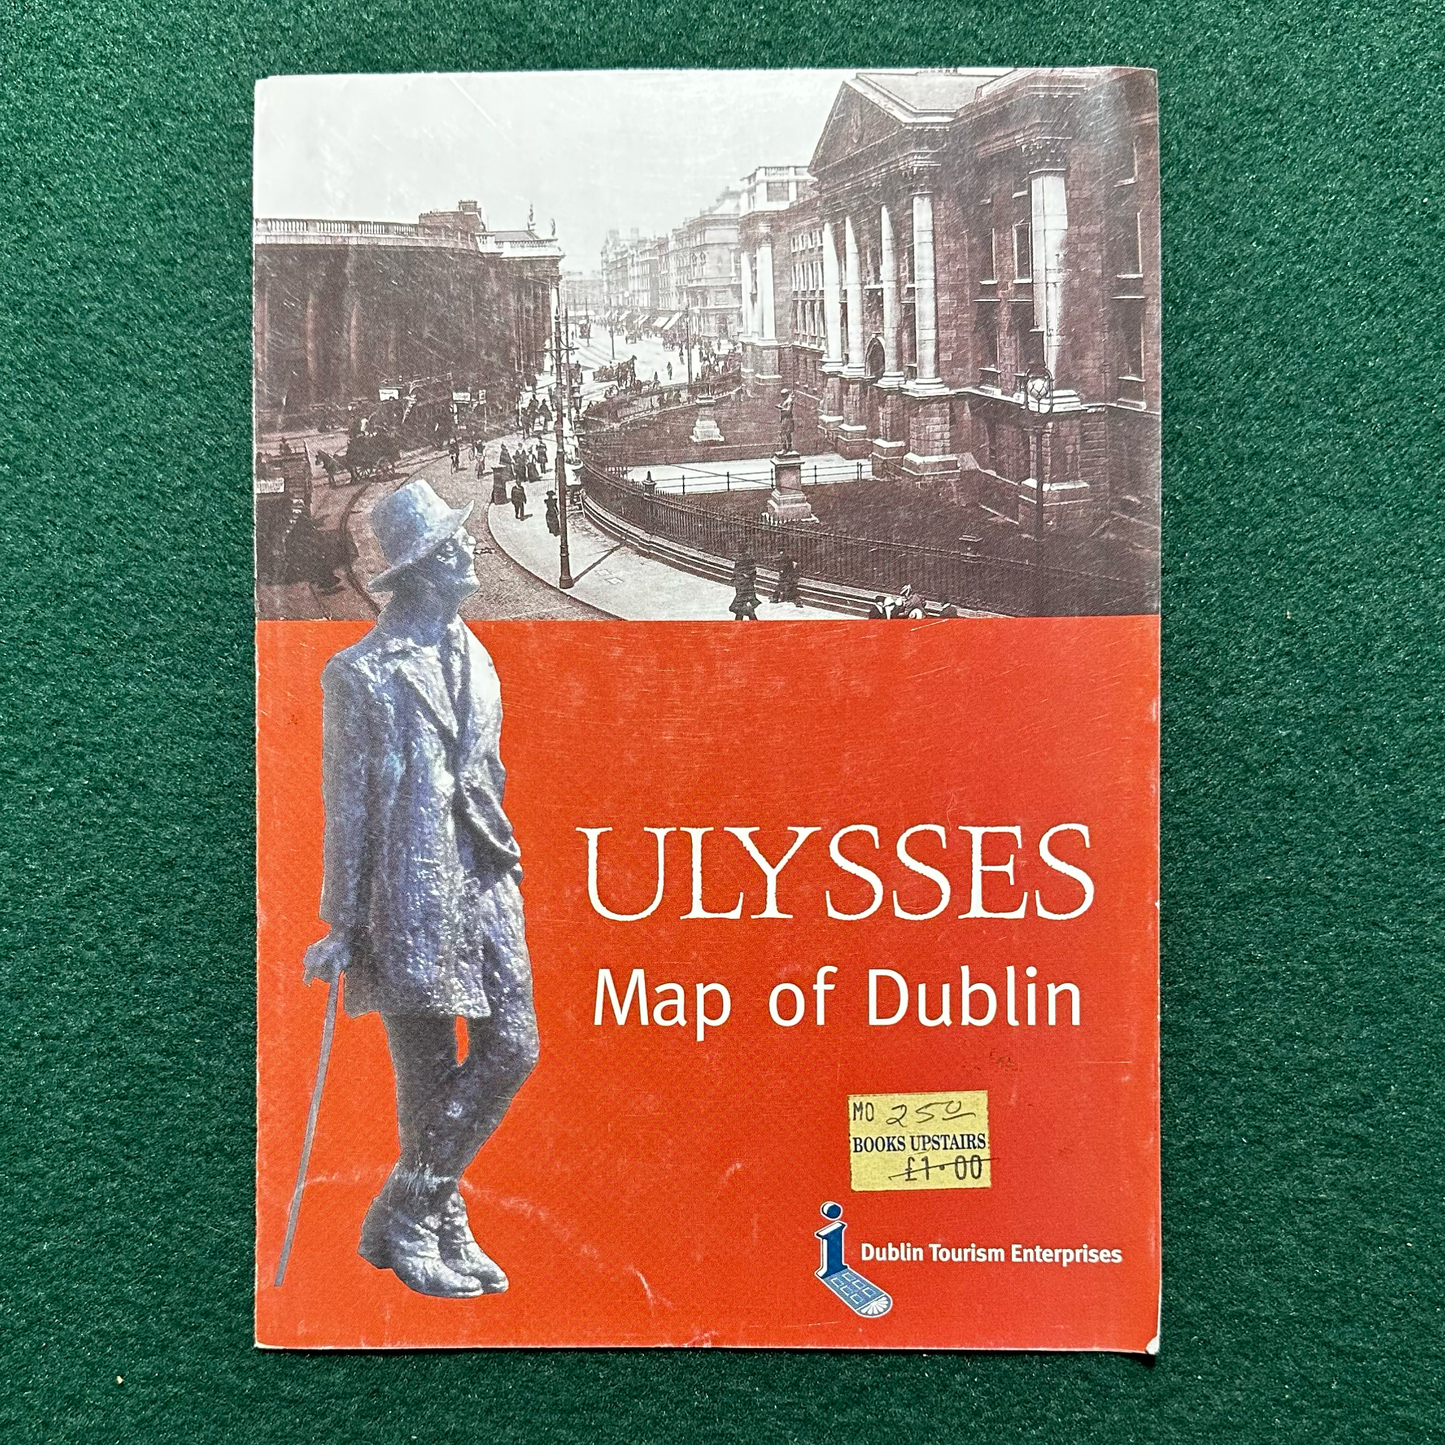 ULYSSES
Map of Dublin
MO 250
BOOKS UPSTAIRS
£1.00
Dublin Tourism Enterprises